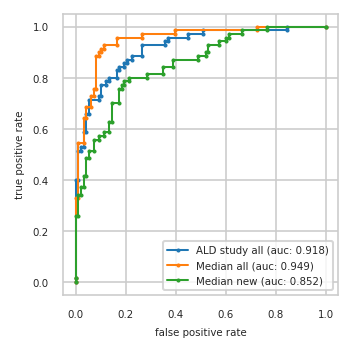 true positive rate
1.0
0.8
0.6
0.4
0.2
0.0
ALD study all (auc: 0.918)
Median all (auc: 0.949)
Median new (auc: 0.852)
0.0 0.2 0.4 0.6 0.8 1.0
false positive rate